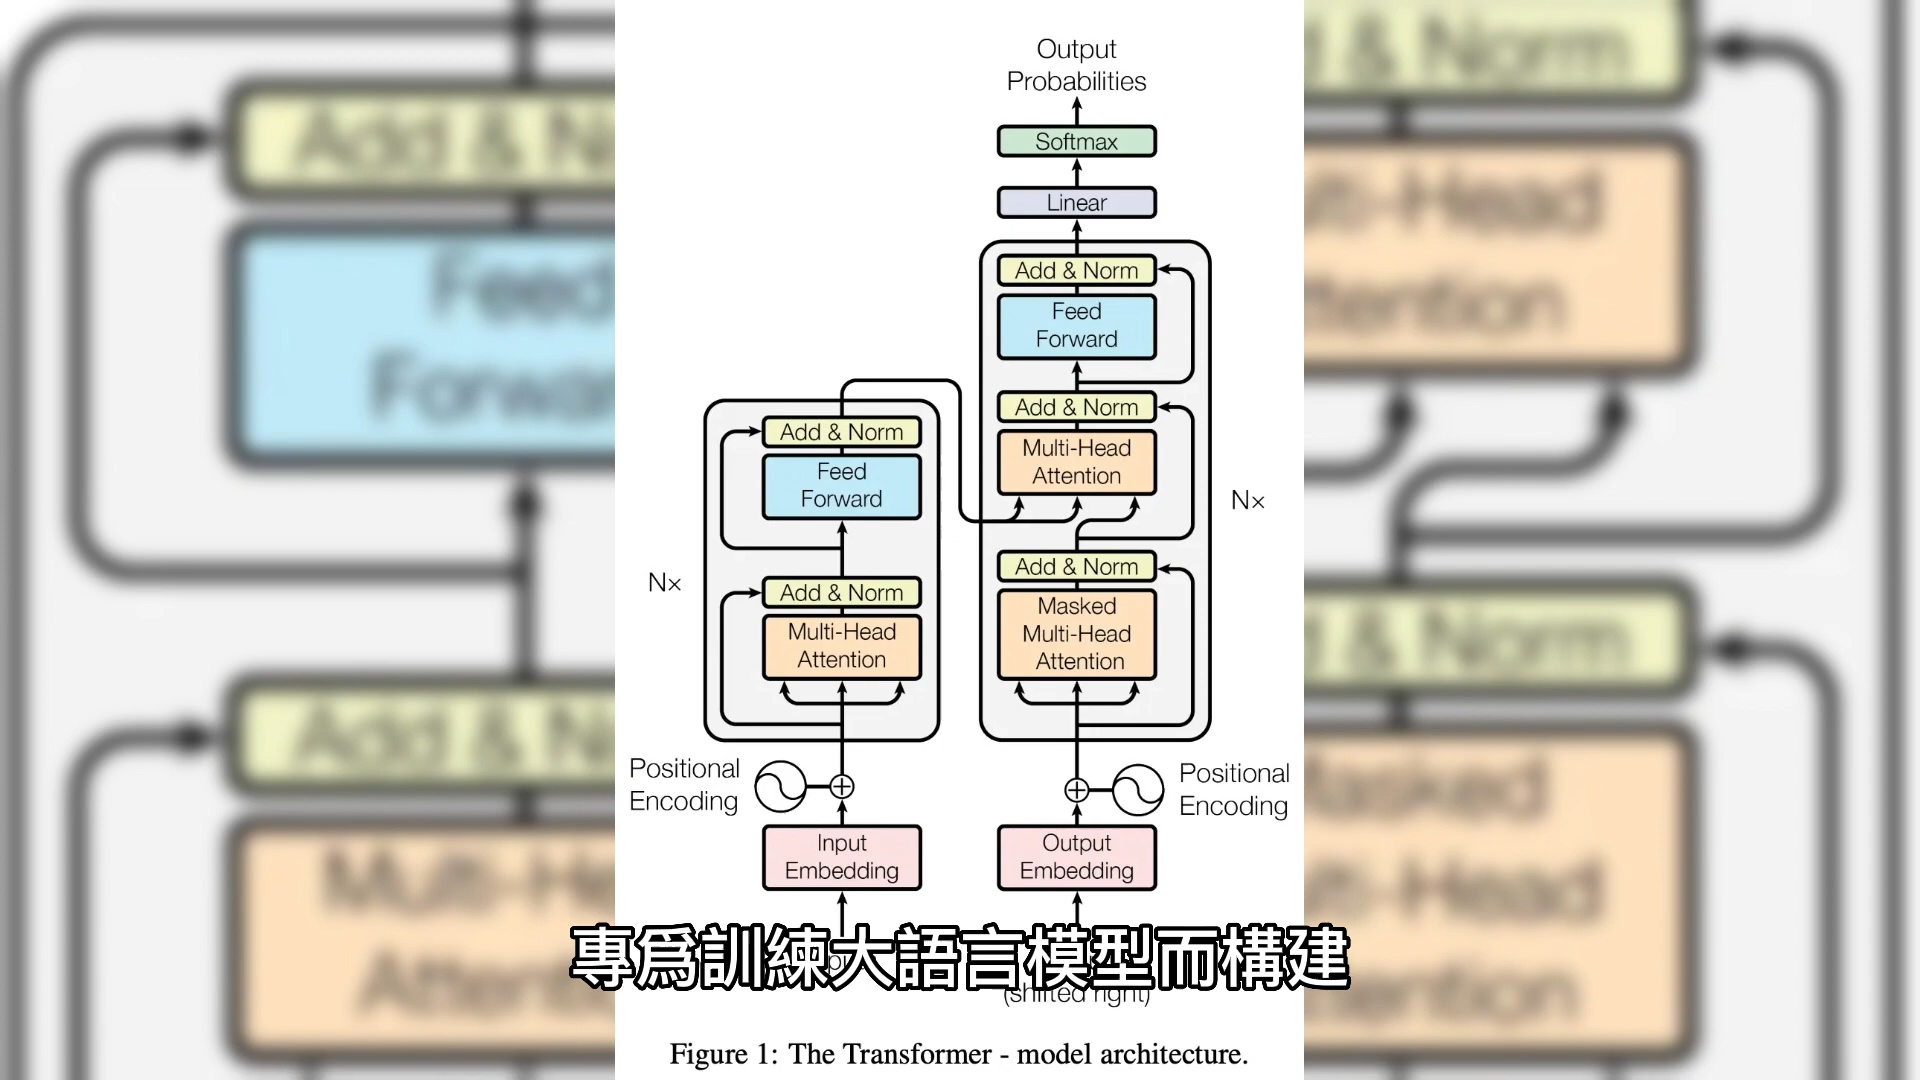 Output
Probabilities
Softmax
Linear
Add & Norm
Feed
Forward
Add & Norm
Multi-Head
Attention
Nx
Add & Norm
Masked
Multi-Head
Attention
Add & Norm
Feed
Forward
Nx
Add & Norm
Multi-Head
Attention
Positional
Encoding
Positional
Encoding
Input
Embedding
Output
Embedding
專爲訓練大語言模型而構建
(shifted right)
Figure 1: The Transformer - model architecture.